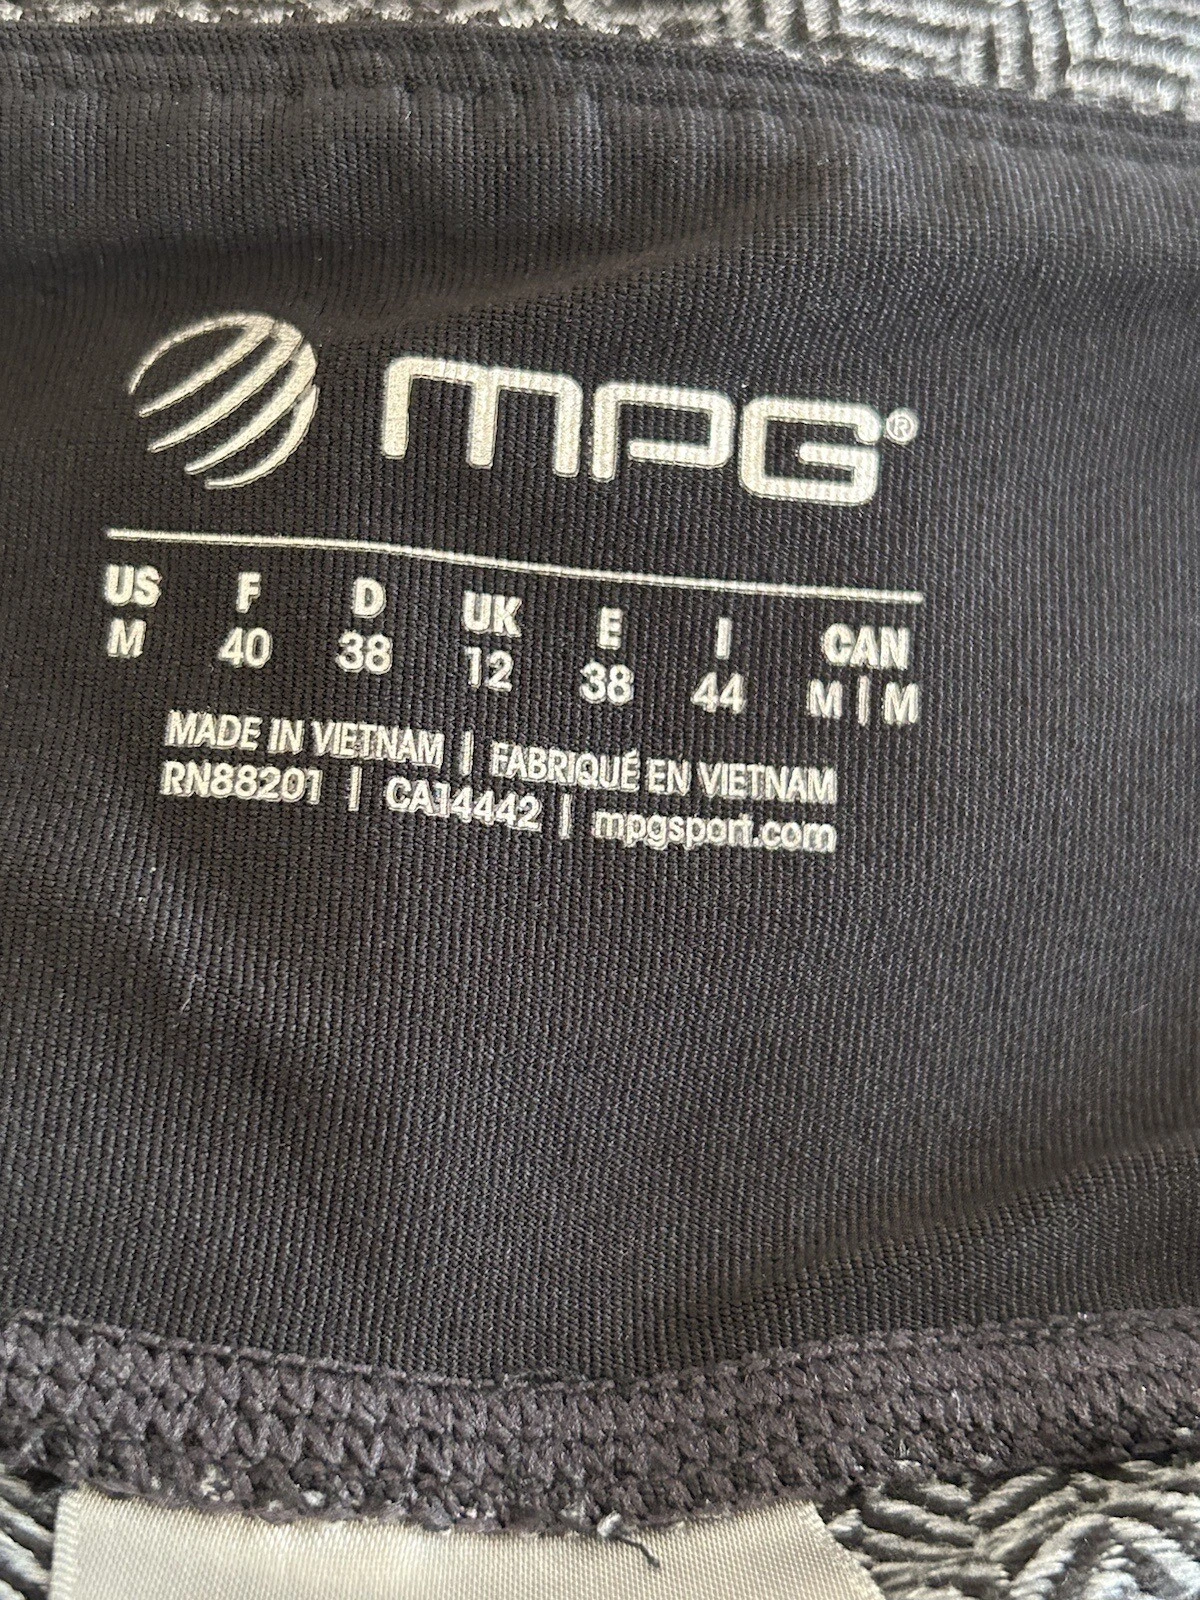 MPG®
US F D UK E I CAN
M 40 38 12 38 44 M | M
MADE IN VIETNAM | FABRIQUÉ EN VIETNAM
RN88201 | CA14442 | mpgsport.com